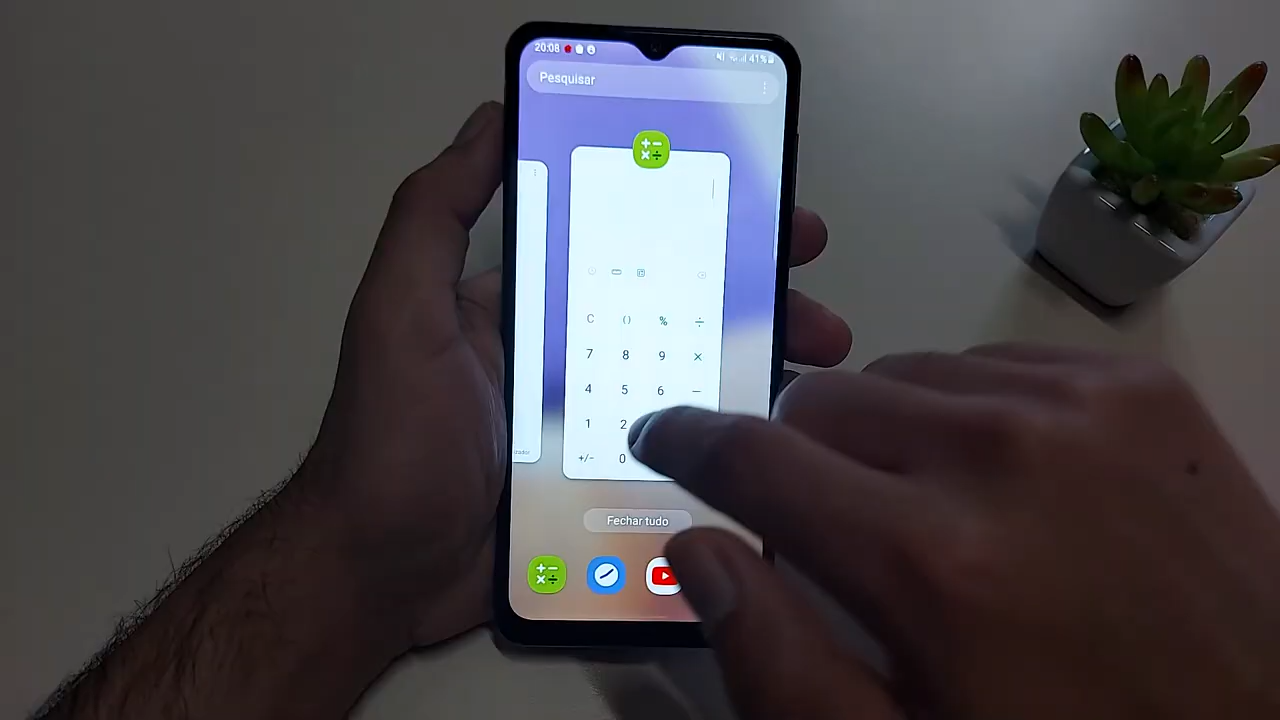 20:08 41%
Pesquisar
C () % ÷
7 8 9 ×
4 5 6 −
1 2
+/- 0
Fechar tudo